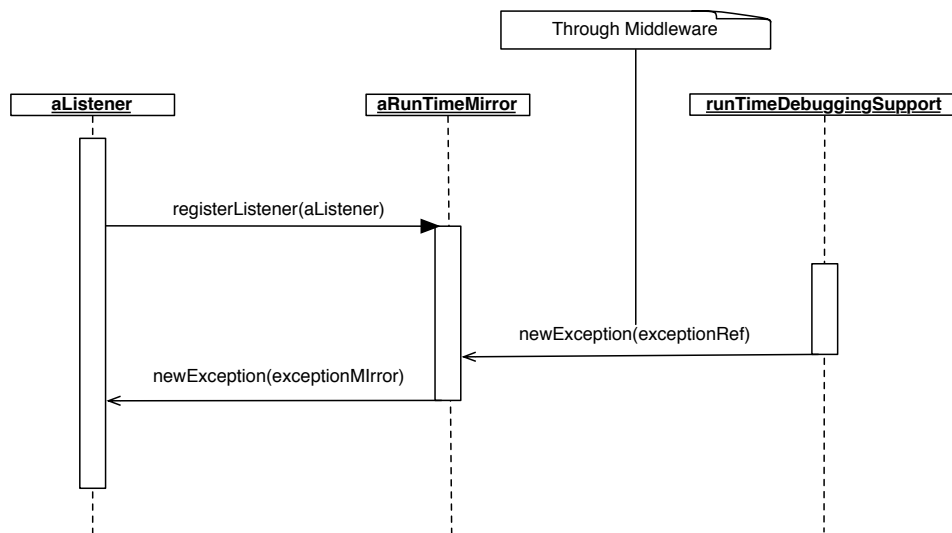 Through Middleware
aListener
aRunTimeMirror
runTimeDebuggingSupport
registerListener(aListener)
newException(exceptionRef)
newException(exceptionMIrror)